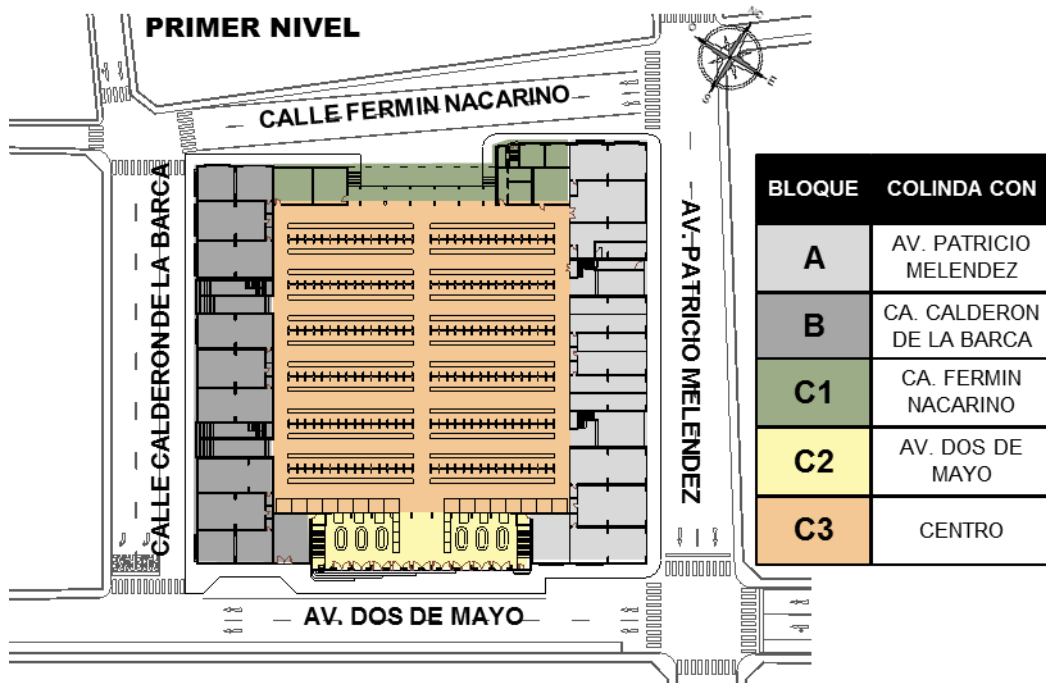 PRIMER NIVEL
CALLE FERMIN NACARINO
CALLE CALDERON DE LA BARCA
AV. PATRICIO MELENDEZ
AV. DOS DE MAYO
O
S
E
BLOQUE COLINDA CON
A AV. PATRICIO
MELENDEZ
B CA. CALDERON
DE LA BARCA
C1 CA. FERMIN
NACARINO
C2 AV. DOS DE
MAYO
C3 CENTRO